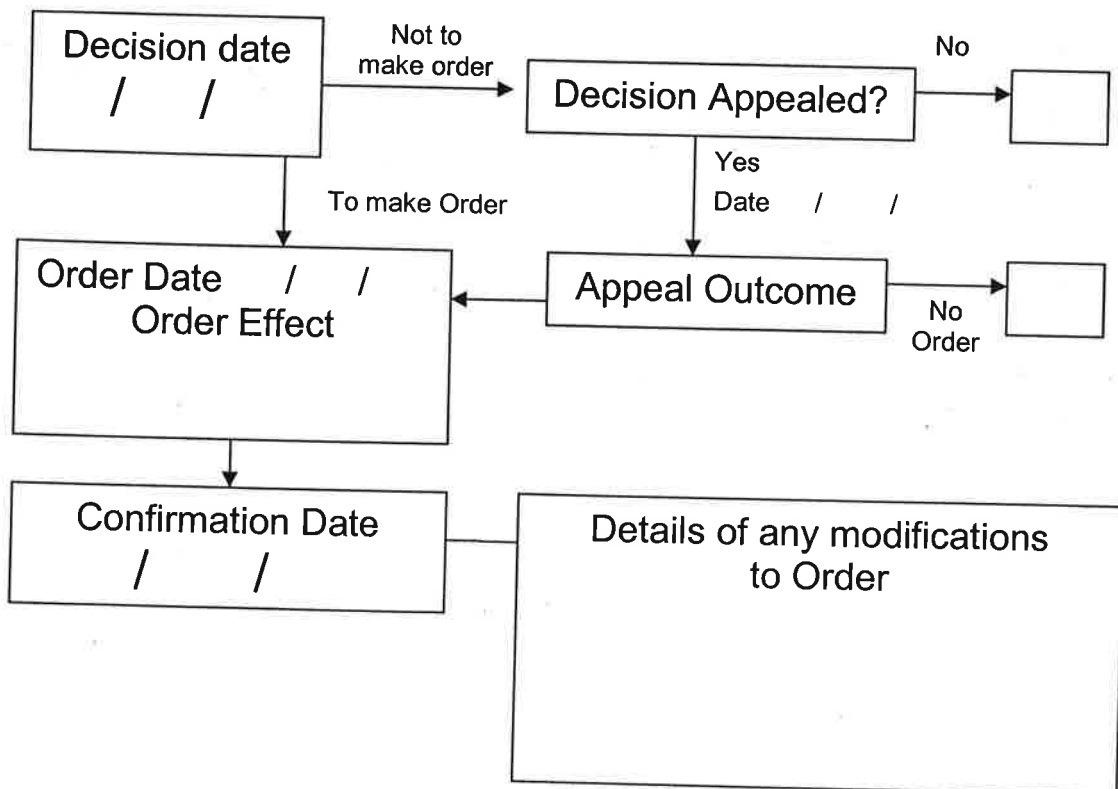 Decision date
/ /
Not to
make order
Decision Appealed?
No
To make Order
Yes
Date / /
Order Date / /
Order Effect
Appeal Outcome
No
Order
Confirmation Date
/ /
Details of any modifications
to Order